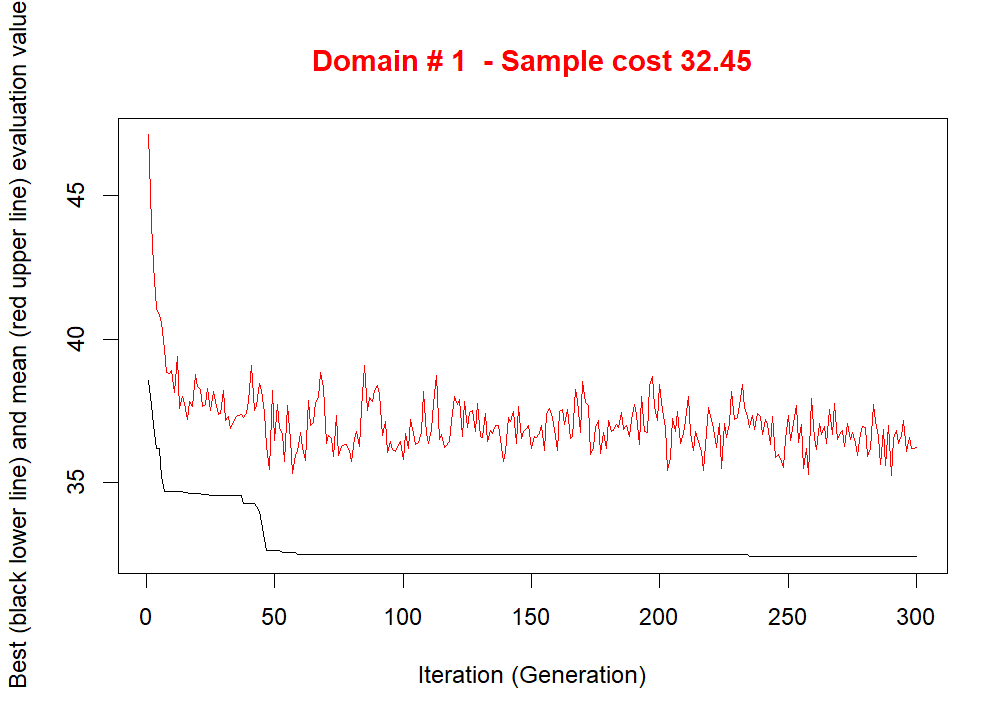 Domain # 1  - Sample cost 32.45
Best (black lower line) and mean (red upper line) evaluation value
45
40
35
0 50 100 150 200 250 300
Iteration (Generation)